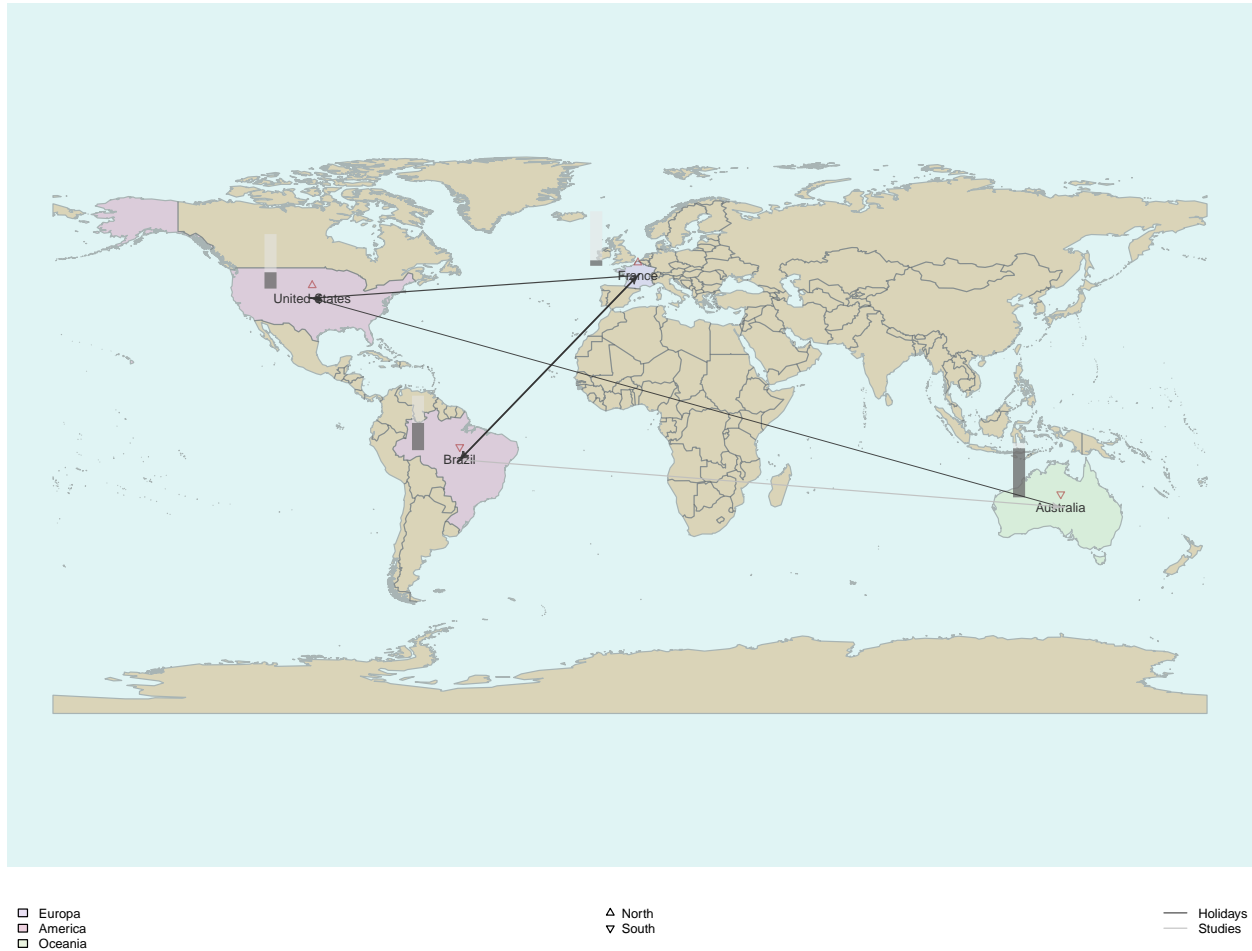 France
United States
Brazil
Australia
Europa
America
Oceania
North
South
Holidays
Studies